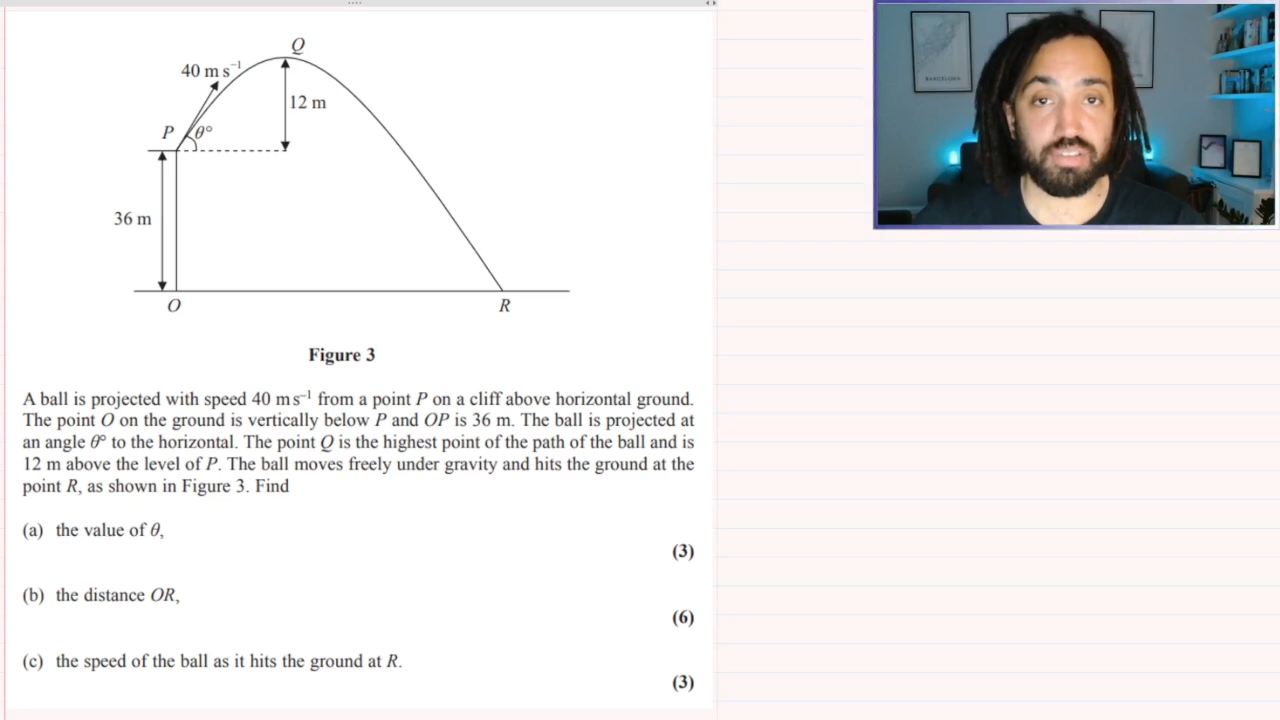 Q
40 m s⁻¹
12 m
P
θ°
36 m
O
R
Figure 3
A ball is projected with speed 40 m s⁻¹ from a point P on a cliff above horizontal ground.
The point O on the ground is vertically below P and OP is 36 m. The ball is projected at
an angle θ° to the horizontal. The point Q is the highest point of the path of the ball and is
12 m above the level of P. The ball moves freely under gravity and hits the ground at the
point R, as shown in Figure 3. Find
(a) the value of θ,
(3)
(b) the distance OR,
(6)
(c) the speed of the ball as it hits the ground at R.
(3)
BARCELONA